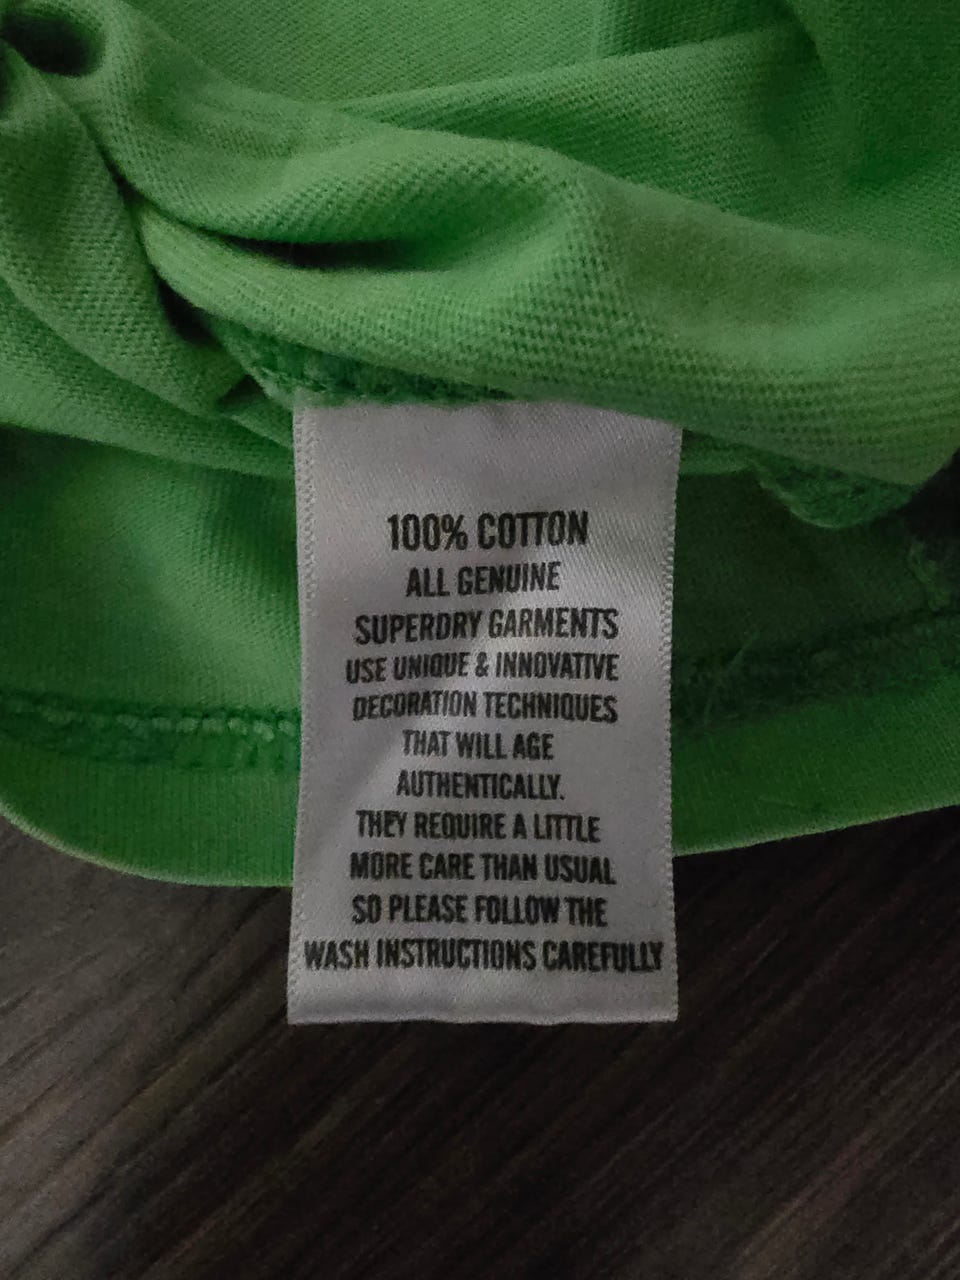 100% COTTON
ALL GENUINE
SUPERDRY GARMENTS
USE UNIQUE & INNOVATIVE
DECORATION TECHNIQUES
THAT WILL AGE
AUTHENTICALLY.
THEY REQUIRE A LITTLE
MORE CARE THAN USUAL
SO PLEASE FOLLOW THE
WASH INSTRUCTIONS CAREFULLY